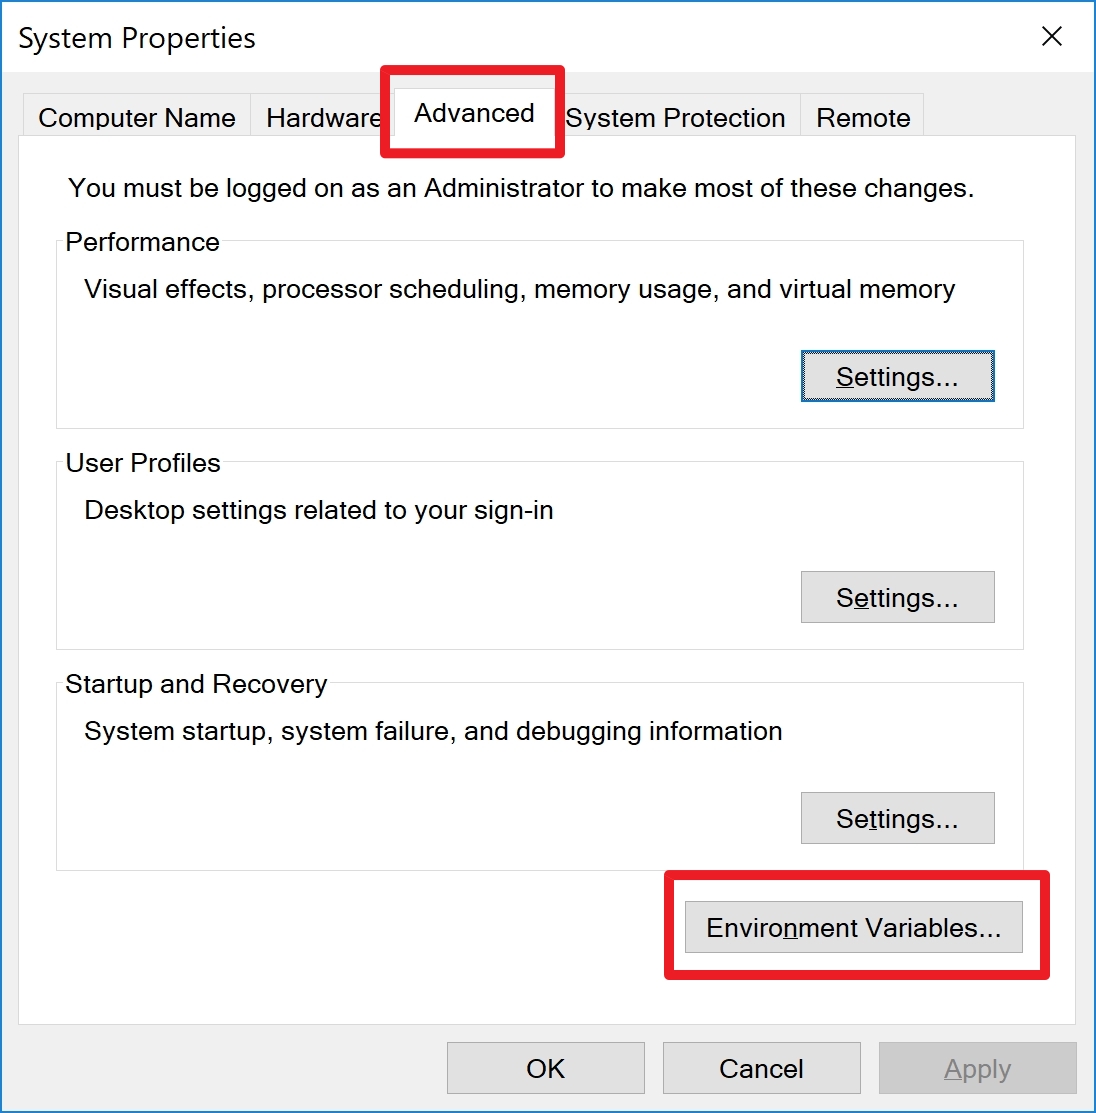 System Properties
Computer Name Hardware Advanced System Protection Remote
You must be logged on as an Administrator to make most of these changes.
Performance
Visual effects, processor scheduling, memory usage, and virtual memory
Settings...
User Profiles
Desktop settings related to your sign-in
Settings...
Startup and Recovery
System startup, system failure, and debugging information
Settings...
Environment Variables...
OK Cancel Apply